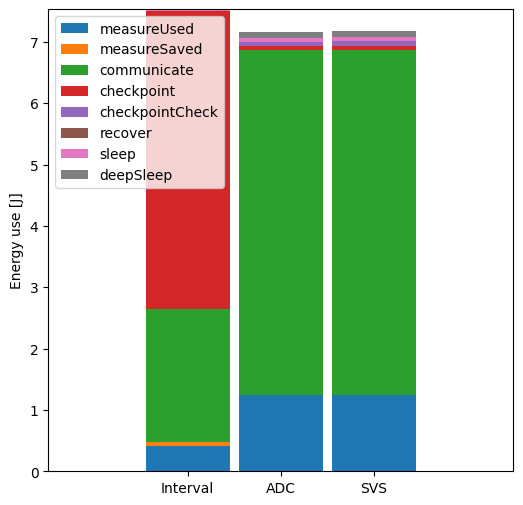 7
6
5
4
3
2
1
0
Energy use [J]
measureUsed
measureSaved
communicate
checkpoint
checkpointCheck
recover
sleep
deepSleep
Interval ADC SVS